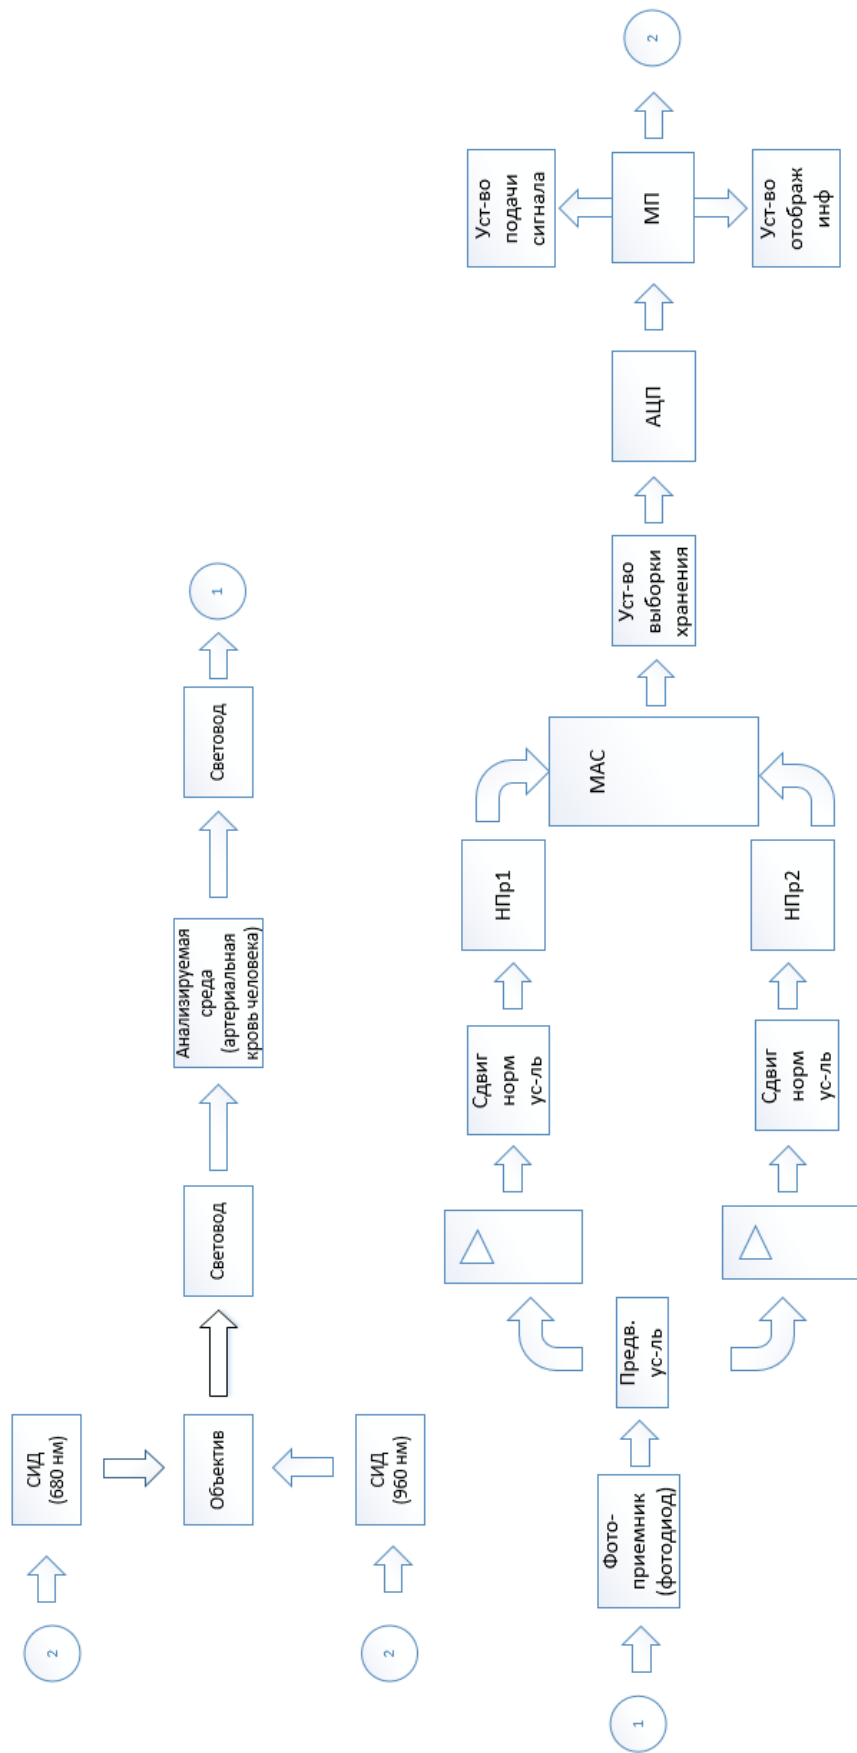 2
СИД
(680 нм)
Объектив
2
СИД
(960 нм)
Световод
Анализируемая
среда
(артериальная
кровь человека)
Световод
1
1
Фото-
приемник
(фотодиод)
Предв.
ус-ль
Сдвиг
норм
ус-ль
НПр1
Сдвиг
норм
ус-ль
НПр2
МАС
Уст-во
выборки
хранения
АЦП
МП
Уст-во
подачи
сигнала
Уст-во
отображ
инф
2